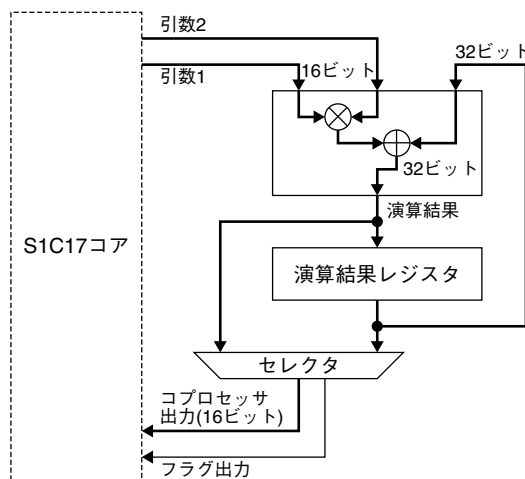 引数2
引数1
16ビット
32ビット
32ビット
演算結果
S1C17コア
演算結果レジスタ
セレクタ
コプロセッサ
出力(16ビット)
フラグ出力